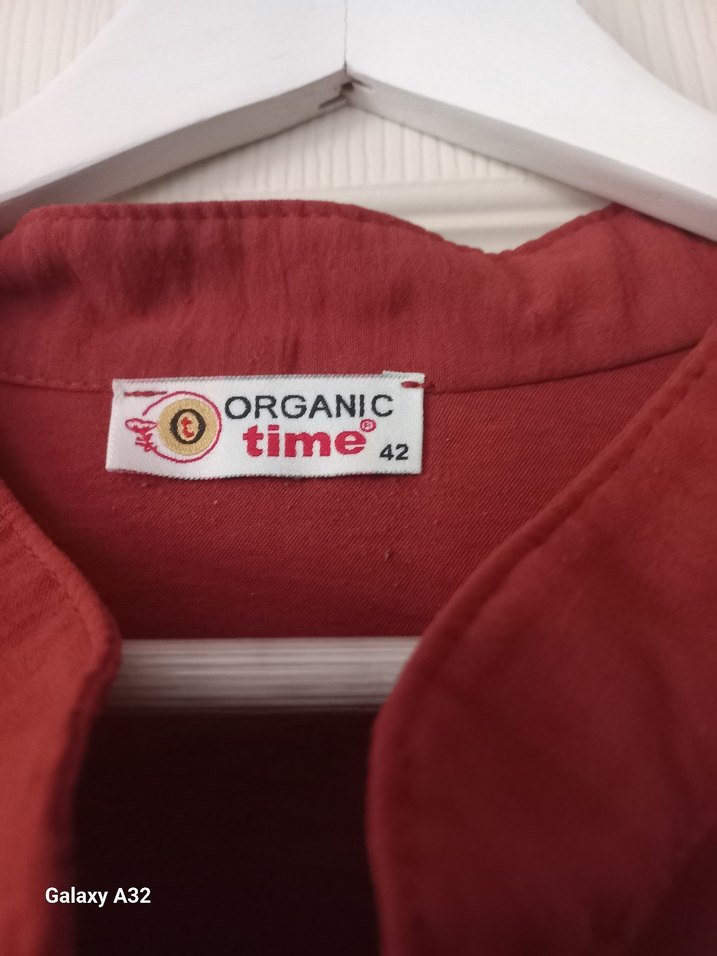 t
ORGANIC
time®
42
Galaxy A32